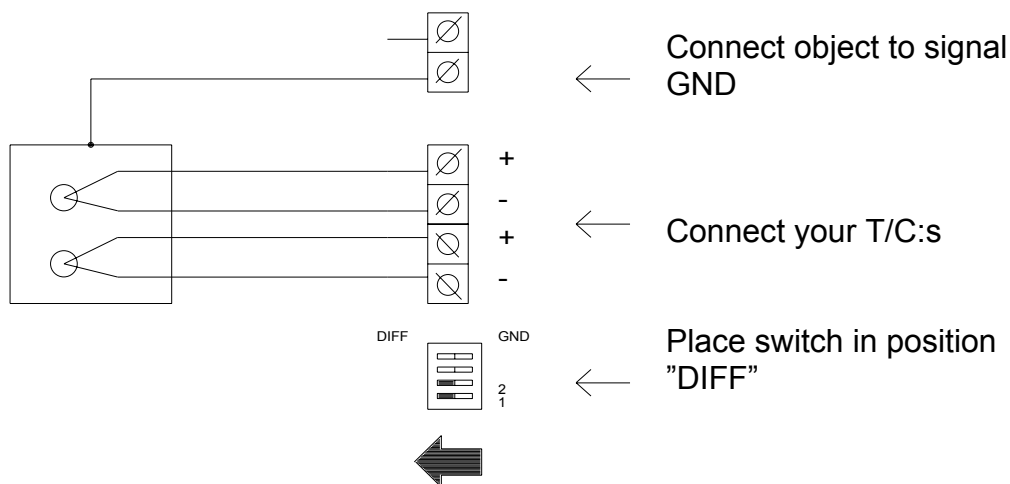 Connect object to signal
GND
+
-
Connect your T/C:s
+
-
DIFF
GND
Place switch in position
”DIFF”
2
1